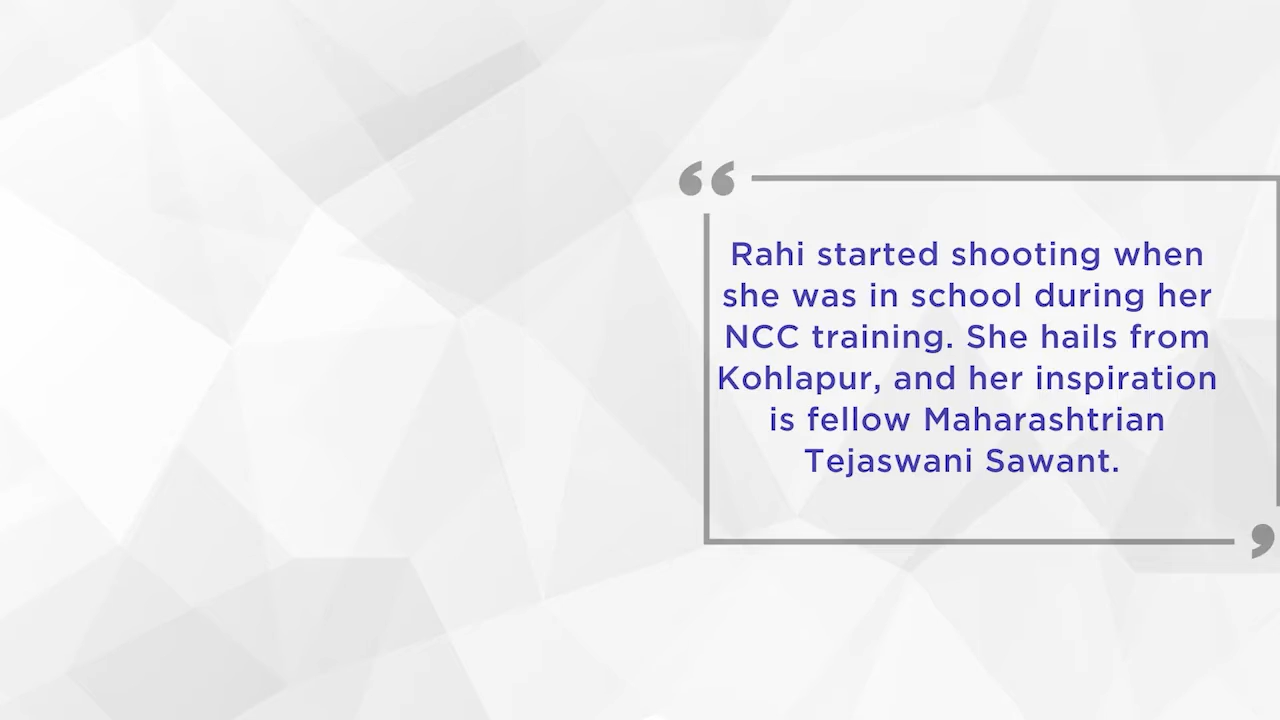 Rahi started shooting when
she was in school during her
NCC training. She hails from
Kohlapur, and her inspiration
is fellow Maharashtrian
Tejaswani Sawant.